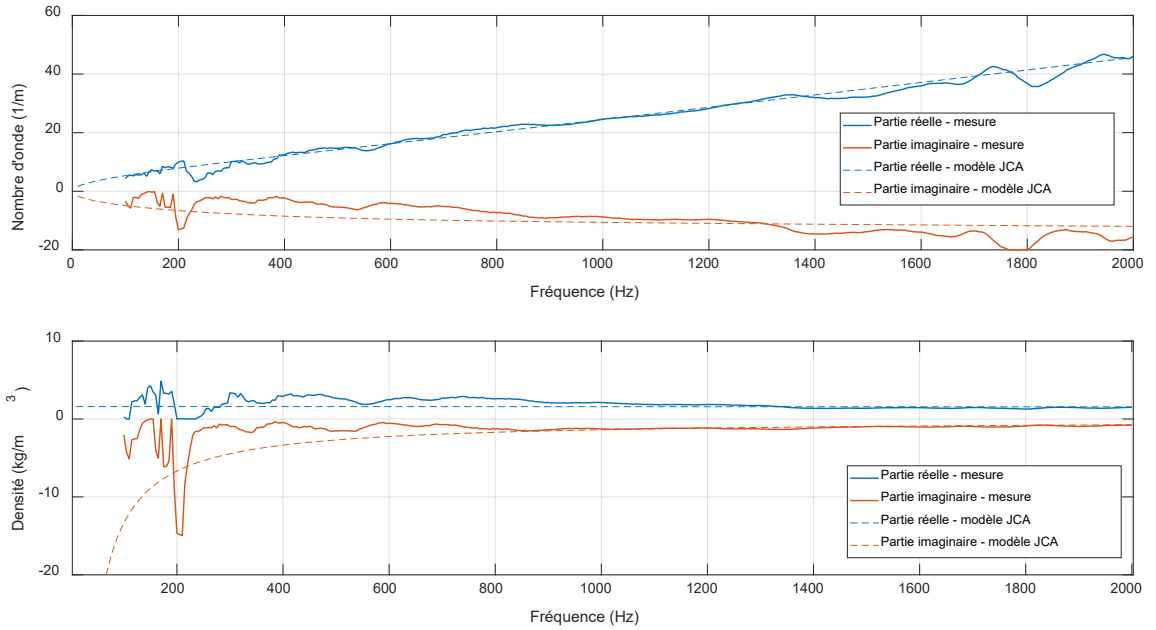 60
40
20
0
-20
Nombre d'onde (1/m)
Partie réelle - mesure
Partie imaginaire - mesure
Partie réelle - modèle JCA
Partie imaginaire - modèle JCA
0 200 400 600 800 1000 1200 1400 1600 1800 2000
Fréquence (Hz)
10
0
-10
-20
Densité (kg/m 3 )
Partie réelle - mesure
Partie imaginaire - mesure
Partie réelle - modèle JCA
Partie imaginaire - modèle JCA
200 400 600 800 1000 1200 1400 1600 1800 2000
Fréquence (Hz)